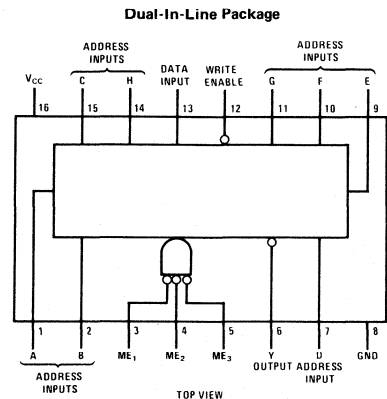 Dual-In-Line Package
ADDRESS INPUTS
DATA INPUT
WRITE ENABLE
ADDRESS INPUTS
VCC C H G F E
16 15 14 13 12 11 10 9
1 2 3 4 5 6 7 8
A B ME1 ME2 ME3 Y D GND
ADDRESS INPUTS
OUTPUT
ADDRESS INPUT
TOP VIEW